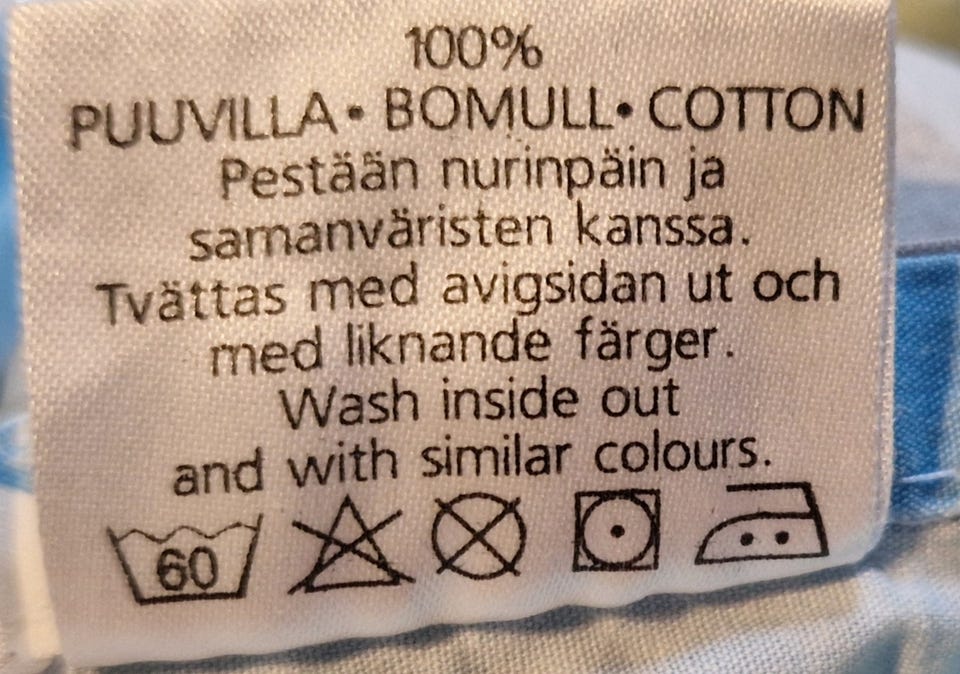 100%
PUUVILLA • BOMULL • COTTON
Pestään nurinpäin ja
samanväristen kanssa.
Tvättas med avigsidan ut och
med liknande färger.
Wash inside out
and with similar colours.
60